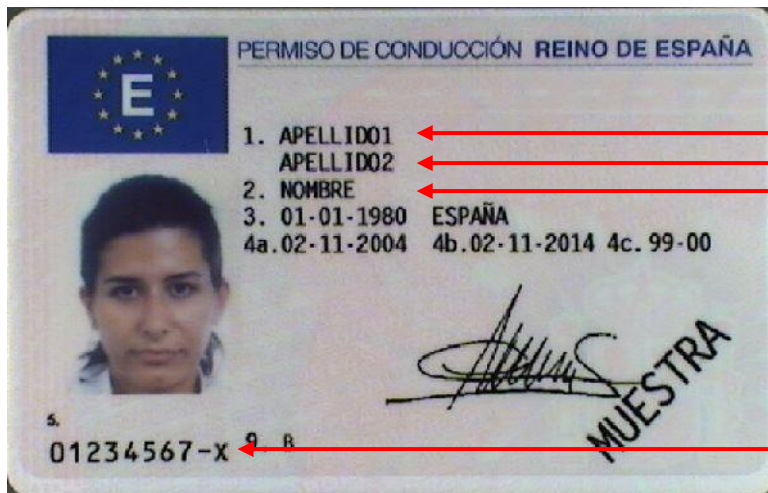 PERMISO DE CONDUCCIÓN REINO DE ESPAÑA
E
1. APELLIDO1
APELLIDO2
2. NOMBRE
3. 01-01-1980 ESPAÑA
4a.02-11-2004 4b.02-11-2014 4c.99-00
MUESTRA
5.
01234567-X 9. B